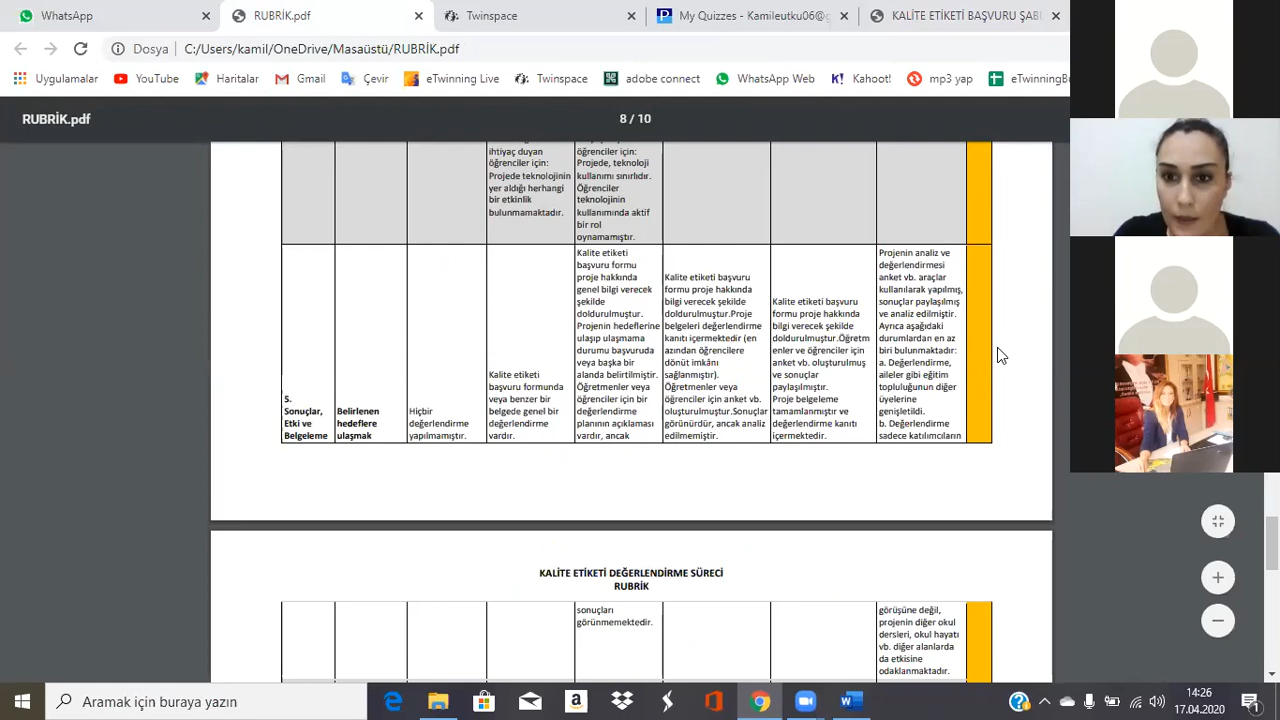 WhatsApp
RUBRİK.pdf
Twinspace
My Quizzes - Kamileutku06@g
KALİTE ETİKETİ BAŞVURU ŞAB
Dosya
C:/Users/kamil/OneDrive/Masaüstü/RUBRİK.pdf
Uygulamalar
YouTube
Haritalar
Gmail
Çevir
eTwinning Live
Twinspace
adobe connect
WhatsApp Web
K! Kahoot!
mp3 yap
eTwinningB
RUBRİK.pdf
8 / 10
ihtiyaç duyan
öğrenciler için:
Projede teknolojinin
yer aldığı herhangi
bir etkinlik
bulunmamaktadır.
öğrenciler için:
Projede, teknoloji
kullanımı sınırlıdır.
Öğrenciler
teknolojinin
kullanımında aktif
bir rol
oynamamıştır.
5.
Sonuçlar,
Etki ve
Belgeleme
Belirlenen
hedeflere
ulaşmak
Hiçbir
değerlendirme
yapılmamıştır.
Kalite etiketi
başvuru formunda
veya benzer bir
belgede genel bir
değerlendirme
vardır.
Kalite etiketi
başvuru formu
proje hakkında
genel bilgi verecek
şekilde
doldurulmuştur.
Projenin hedeflerine
ulaşıp ulaşmama
durumu başvuruda
veya başka bir
alanda belirtilmiştir.
Öğretmenler veya
öğrenciler için bir
değerlendirme
planının açıklaması
vardır, ancak
Kalite etiketi başvuru
formu proje hakkında
bilgi verecek şekilde
doldurulmuştur.Proje
belgeleri değerlendirme
kanıtı içermektedir (en
azından öğrencilere
dönüt imkânı
sağlanmıştır).
Öğretmenler veya
öğrenciler için anket vb.
oluşturulmuştur.Sonuçlar
görünürdür, ancak analiz
edilmemiştir.
Kalite etiketi başvuru
formu proje hakkında
bilgi verecek şekilde
doldurulmuştur.Öğretm
enler ve öğrenciler için
anket vb. oluşturulmuş
ve sonuçlar
paylaşılmıştır.
Proje belgeleme
tamamlanmıştır ve
değerlendirme kanıtı
içermektedir.
Projenin analiz ve
değerlendirmesi
anket vb. araçlar
kullanılarak yapılmış,
sonuçlar paylaşılmış
ve analiz edilmiştir.
Ayrıca aşağıdaki
durumlardan en az
biri bulunmaktadır:
a. Değerlendirme,
aileler gibi eğitim
topluluğunun diğer
üyelerine
genişletildi.
b. Değerlendirme
sadece katılımcıların
KALİTE ETİKETİ DEĞERLENDİRME SÜRECİ
RUBRİK
sonuçları
görünmemektedir.
görüşüne değil,
projenin diğer okul
dersleri, okul hayatı
vb. diğer alanlarda
da etkisine
odaklanmaktadır.
Aramak için buraya yazın
14:26
17.04.2020